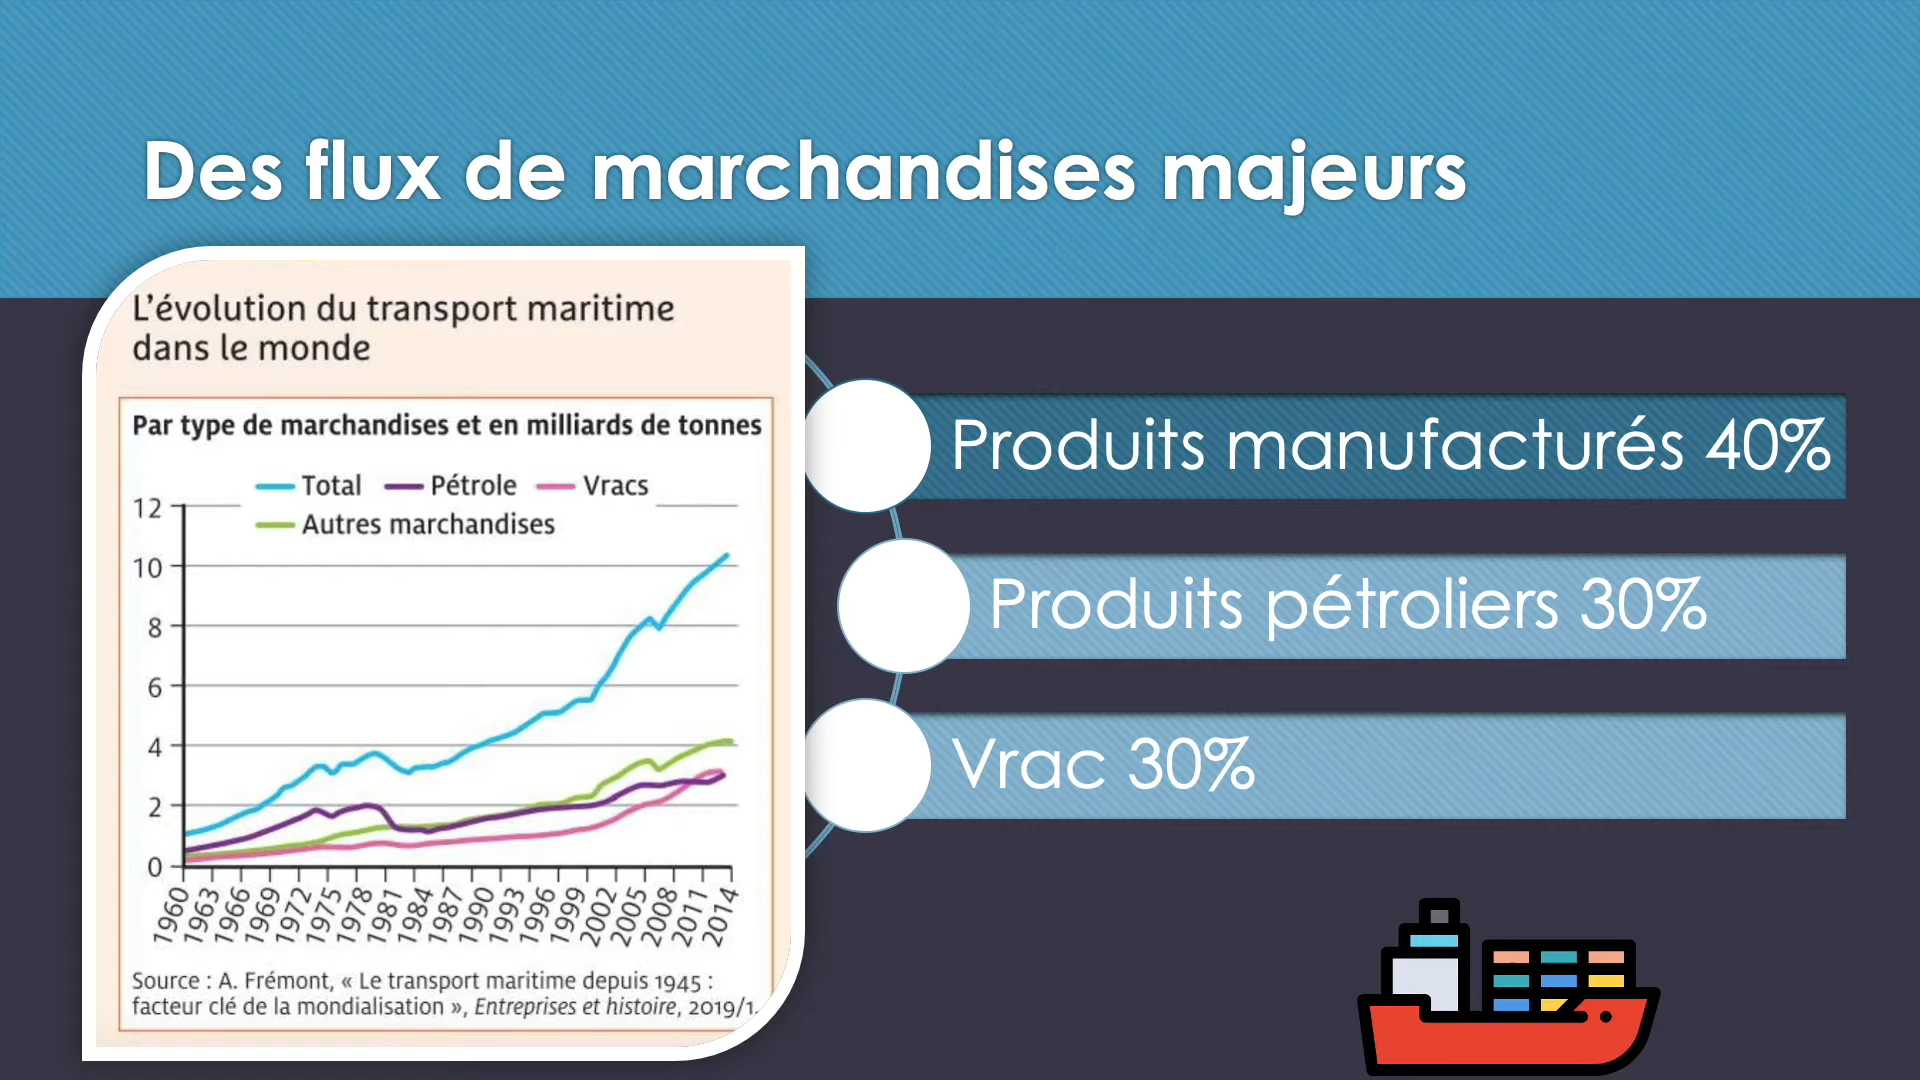 Des flux de marchandises majeurs
L'évolution du transport maritime
dans le monde
Par type de marchandises et en milliards de tonnes
Total Pétrole Vracs
Autres marchandises
12
10
8
6
4
2
0
1960 1963 1966 1969 1972 1975 1978 1981 1984 1987 1990 1993 1996 1999 2002 2005 2008 2011 2014
Source : A. Frémont, « Le transport maritime depuis 1945 :
facteur clé de la mondialisation », Entreprises et histoire, 2019/1.
Produits manufacturés 40%
Produits pétroliers 30%
Vrac 30%